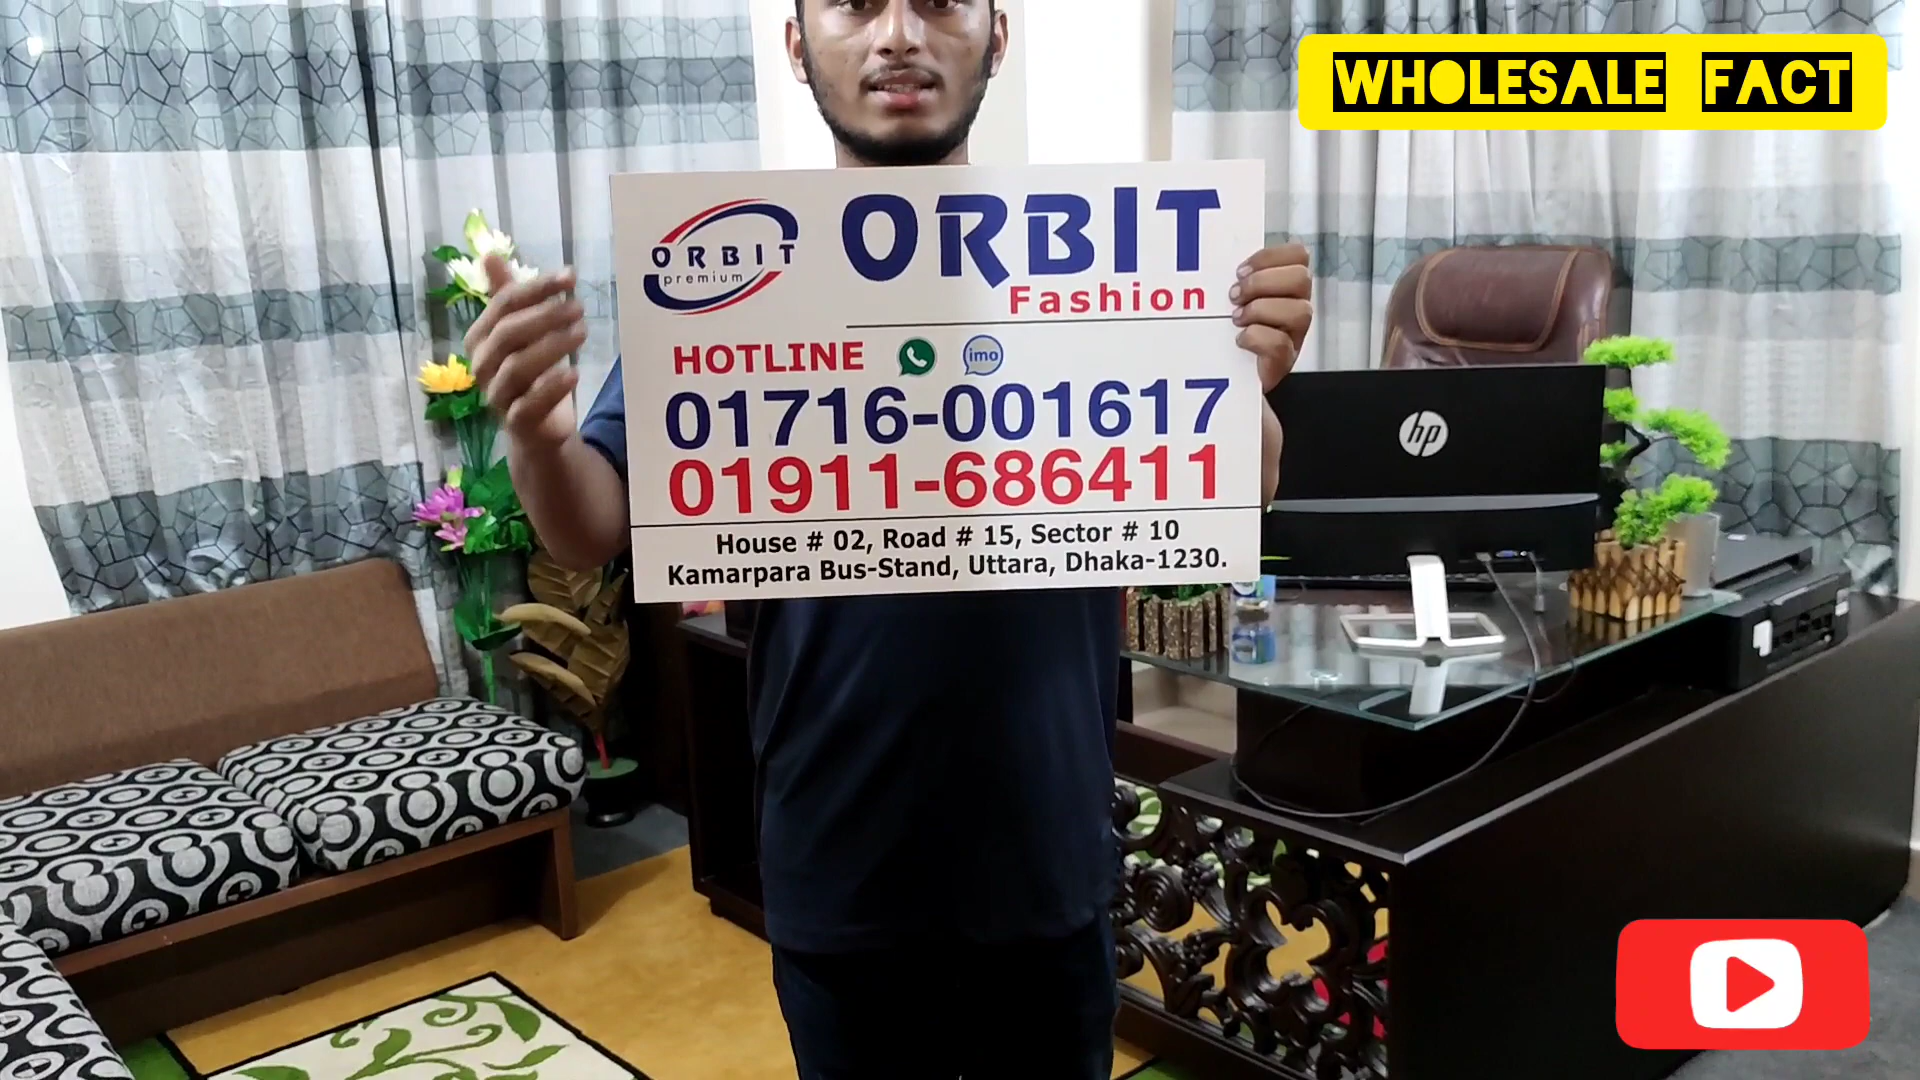 WHOLESALE FACT
ORBIT
premium
ORBIT
Fashion
HOTLINE
imo
01716-001617
01911-686411
House # 02, Road # 15, Sector # 10
Kamarpara Bus-Stand, Uttara, Dhaka-1230.
hp